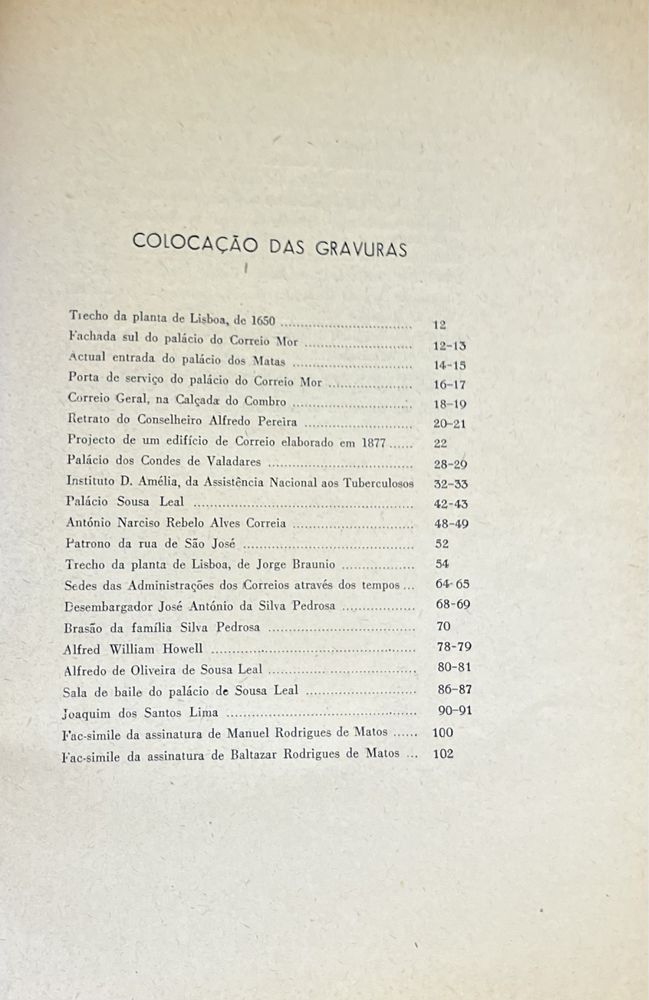 COLOCAÇÃO DAS GRAVURAS
Trecho da planta de Lisboa, de 1650 ................................ 12
Fachada sul do palácio do Correio Mor ........................... 12-13
Actual entrada do palácio dos Matas .............................. 14-15
Porta de serviço do palácio do Correio Mor ..................... 16-17
Correio Geral, na Calçada do Combro .............................. 18-19
Retrato do Conselheiro Alfredo Pereira ........................... 20-21
Projecto de um edifício de Correio elaborado em 1877 ...... 22
Palácio dos Condes de Valadares .................................... 28-29
Instituto D. Amélia, da Assistência Nacional aos Tuberculosos 32-33
Palácio Sousa Leal ...................................................... 42-43
António Narciso Rebelo Alves Correia .............................. 48-49
Patrono da rua de São José .......................................... 52
Trecho da planta de Lisboa, de Jorge Braunio .................. 54
Sedes das Administrações dos Correios através dos tempos ... 64-65
Desembargador José António da Silva Pedrosa .................. 68-69
Brasão da família Silva Pedrosa .................................... 70
Alfred William Howell .................................................. 78-79
Alfredo de Oliveira de Sousa Leal .................................... 80-81
Sala de baile do palácio de Sousa Leal ........................... 86-87
Joaquim dos Santos Lima .............................................. 90-91
Fac-simile da assinatura de Manuel Rodrigues de Matos ...... 100
Fac-simile da assinatura de Baltazar Rodrigues de Matos ... 102